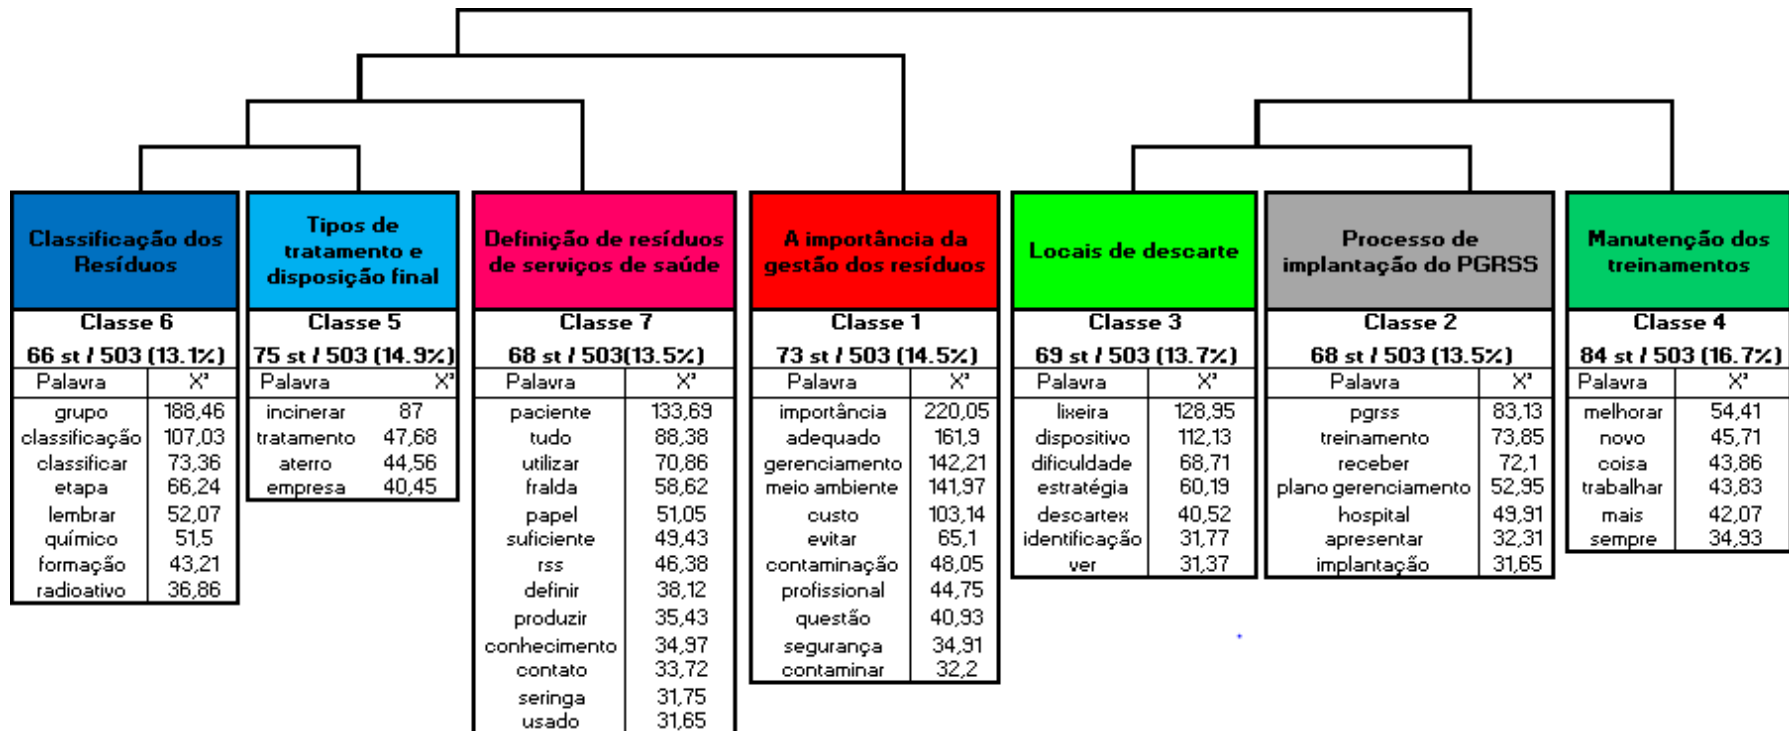 Classificação dos
Resíduos
Classe 6
66 st / 503 (13.1%)
Palavra X²
grupo 188,46
classificação 107,03
classificar 73,36
etapa 66,24
lembrar 52,07
químico 51,5
formação 43,21
radioativo 36,86
Tipos de
tratamento e
disposição final
Classe 5
75 st / 503 (14.9%)
Palavra X²
incinerar 87
tratamento 47,68
aterro 44,56
empresa 40,45
Definição de resíduos
de serviços de saúde
Classe 7
68 st / 503(13.5%)
Palavra X²
paciente 133,69
tudo 88,38
utilizar 70,86
fralda 58,62
papel 51,05
suficiente 49,43
rss 46,38
definir 38,12
produzir 35,43
conhecimento 34,97
contato 33,72
seringa 31,75
usado 31,65
A importância da
gestão dos resíduos
Classe 1
73 st / 503 (14.5%)
Palavra X²
importância 220,05
adequado 161,9
gerenciamento 142,21
meio ambiente 141,97
custo 103,14
evitar 65,1
contaminação 48,05
profissional 44,75
questão 40,93
segurança 34,91
contaminar 32,2
Locais de descarte
Classe 3
69 st / 503 (13.7%)
Palavra X²
lixeira 128,95
dispositivo 112,13
dificuldade 68,71
estratégia 60,19
descartex 40,52
identificação 31,77
ver 31,37
Processo de
implantação do PGRSS
Classe 2
68 st / 503 (13.5%)
Palavra X²
pgrss 83,13
treinamento 73,85
receber 72,1
plano gerenciamento 52,95
hospital 49,91
apresentar 32,31
implantação 31,65
Manutenção dos
treinamentos
Classe 4
84 st / 503 (16.7%)
Palavra X²
melhorar 54,41
novo 45,71
coisa 43,86
trabalhar 43,83
mais 42,07
sempre 34,93